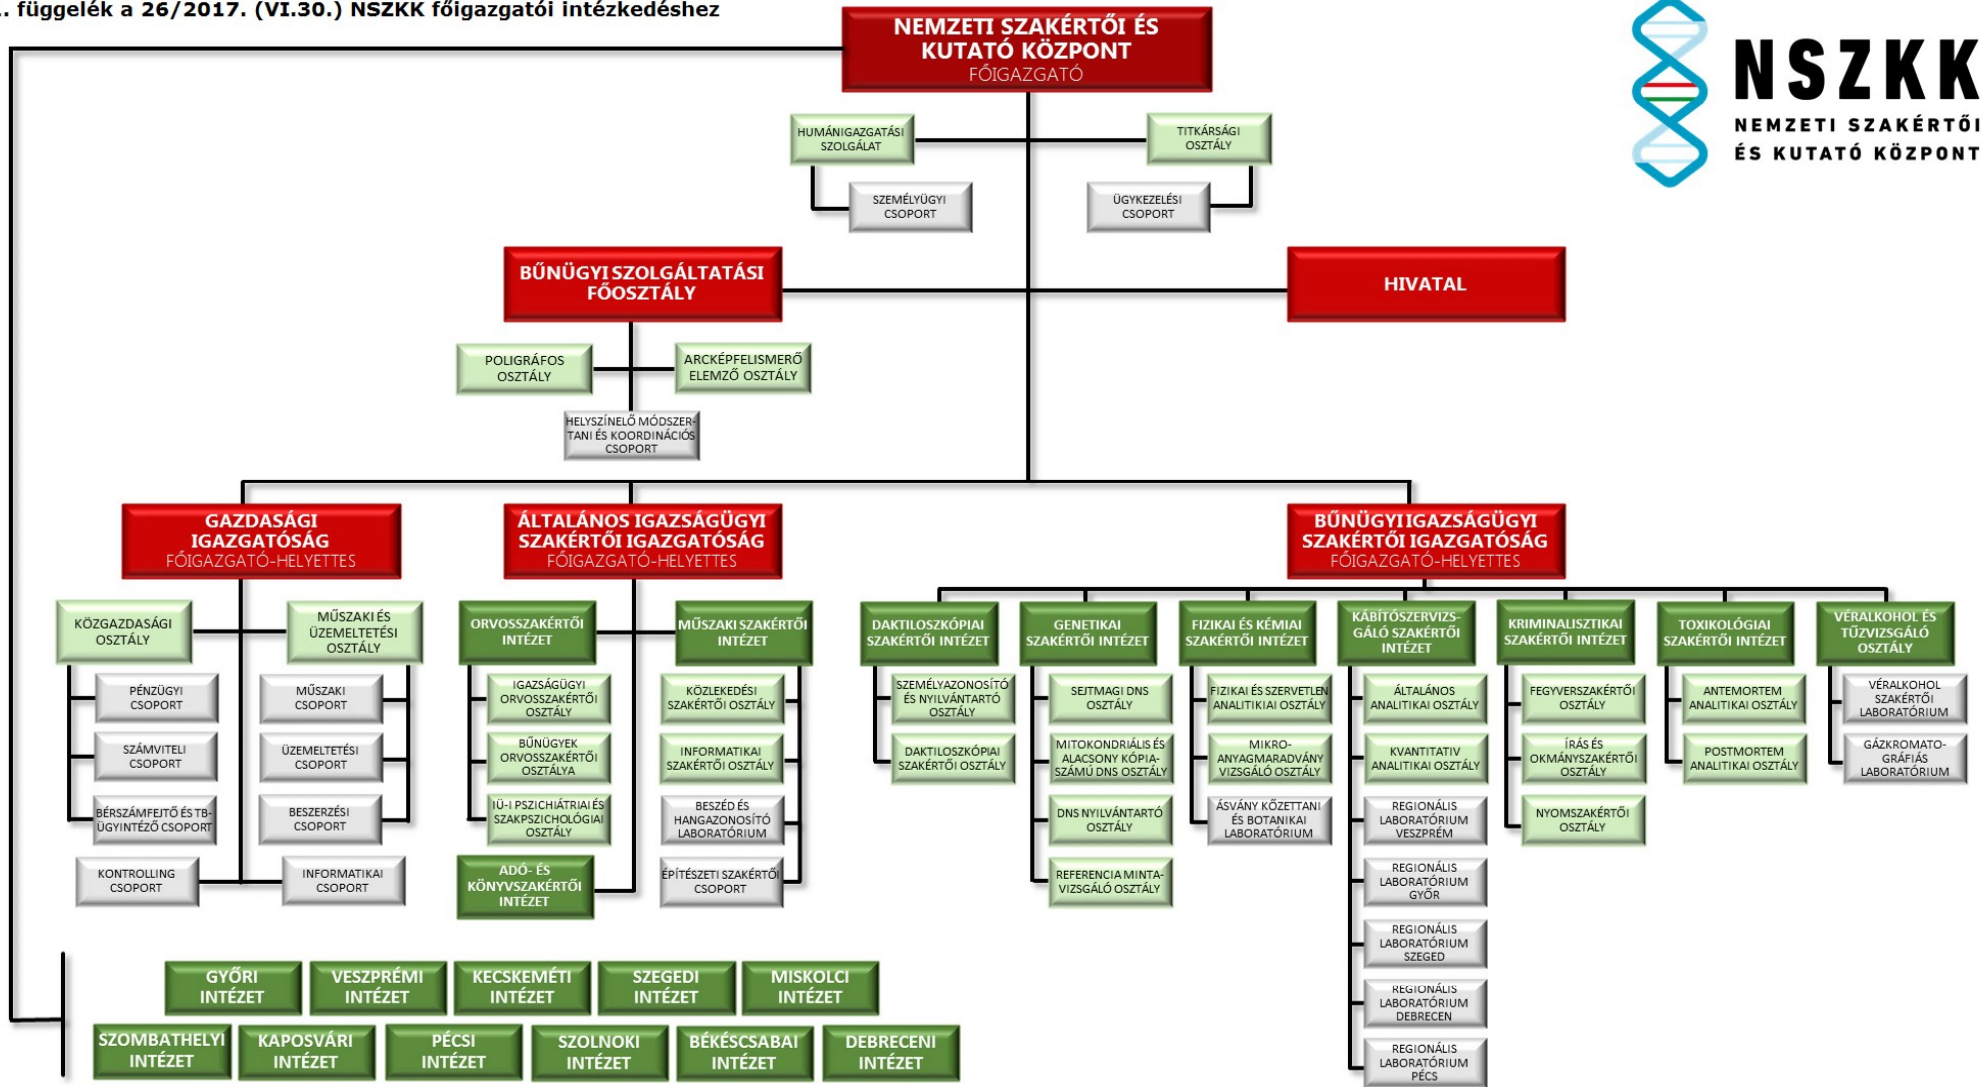 . függelék a 26/2017. (VI.30.) NSZKK főigazgatói intézkedéshez
NEMZETI SZAKÉRTŐI ÉS
KUTATÓ KÖZPONT
FŐIGAZGATÓ
NSZKK
NEMZETI SZAKÉRTŐI
ÉS KUTATÓ KÖZPONT
HUMÁNIGAZGATÁSI
SZOLGÁLAT
TITKÁRSÁGI
OSZTÁLY
SZEMÉLYÜGYI
CSOPORT
ÜGYKEZELÉSI
CSOPORT
BŰNÜGYI SZOLGÁLTATÁSI
FŐOSZTÁLY
HIVATAL
POLIGRÁFOS
OSZTÁLY
ARCKÉPFELISMERŐ
ELEMZŐ OSZTÁLY
HELYSZÍNELŐ MÓDSZER-
TANI ÉS KOORDINÁCIÓS
CSOPORT
GAZDASÁGI
IGAZGATÓSÁG
FŐIGAZGATÓ-HELYETTES
ÁLTALÁNOS IGAZSÁGÜGYI
SZAKÉRTŐI IGAZGATÓSÁG
FŐIGAZGATÓ-HELYETTES
BŰNÜGYI IGAZSÁGÜGYI
SZAKÉRTŐI IGAZGATÓSÁG
FŐIGAZGATÓ-HELYETTES
KÖZGAZDASÁGI
OSZTÁLY
MŰSZAKI ÉS
ÜZEMELTETÉSI
OSZTÁLY
PÉNZÜGYI
CSOPORT
MŰSZAKI
CSOPORT
SZÁMVITELI
CSOPORT
ÜZEMELTETÉSI
CSOPORT
BÉRSZÁMFEJTŐ ÉS TB-
ÜGYINTÉZŐ CSOPORT
BESZERZÉSI
CSOPORT
KONTROLLING
CSOPORT
INFORMATIKAI
CSOPORT
ORVOSSZAKÉRTŐI
INTÉZET
MŰSZAKI SZAKÉRTŐI
INTÉZET
IGAZSÁGÜGYI
ORVOSSZAKÉRTŐI
OSZTÁLY
KÖZLEKEDÉSI
SZAKÉRTŐI OSZTÁLY
BŰNÜGYEK
ORVOSSZAKÉRTŐI
OSZTÁLYA
INFORMATIKAI
SZAKÉRTŐI OSZTÁLY
IÜ-I PSZICHIÁTRIAI ÉS
SZAKPSZICHOLÓGIAI
OSZTÁLY
BESZÉD ÉS
HANGAZONOSÍTÓ
LABORATÓRIUM
ADÓ- ÉS
KÖNYVSZAKÉRTŐI
INTÉZET
ÉPÍTÉSZETI SZAKÉRTŐI
CSOPORT
DAKTILOSZKÓPIAI
SZAKÉRTŐI INTÉZET
SZEMÉLYAZONOSÍTÓ
ÉS NYILVÁNTARTÓ
OSZTÁLY
DAKTILOSZKÓPIAI
SZAKÉRTŐI OSZTÁLY
GENETIKAI
SZAKÉRTŐI INTÉZET
SEJTMAGI DNS
OSZTÁLY
MITOKONDRIÁLIS ÉS
ALACSONY KÓPIA-
SZÁMÚ DNS OSZTÁLY
DNS NYILVÁNTARTÓ
OSZTÁLY
REFERENCIA MINTA-
VIZSGÁLÓ OSZTÁLY
FIZIKAI ÉS KÉMIAI
SZAKÉRTŐI INTÉZET
FIZIKAI ÉS SZERVETLEN
ANALITIKIAI OSZTÁLY
MIKRO-
ANYAGMARADVÁNY
VIZSGÁLÓ OSZTÁLY
ÁSVÁNY KŐZETTANI
ÉS BOTANIKAI
LABORATÓRIUM
KÁBÍTÓSZERVIZS-
GÁLÓ SZAKÉRTŐI
INTÉZET
ÁLTALÁNOS
ANALITIKAI OSZTÁLY
KVANTITATIV
ANALITIKAI OSZTÁLY
REGIONÁLIS
LABORATÓRIUM
VESZPRÉM
REGIONÁLIS
LABORATÓRIUM
GYŐR
REGIONÁLIS
LABORATÓRIUM
SZEGED
REGIONÁLIS
LABORATÓRIUM
DEBRECEN
REGIONÁLIS
LABORATÓRIUM
PÉCS
KRIMINALISZTIKAI
SZAKÉRTŐI INTÉZET
FEGYVERSZAKÉRTŐI
OSZTÁLY
ÍRÁS ÉS
OKMÁNYSZAKÉRTŐI
OSZTÁLY
NYOMSZAKÉRTŐI
OSZTÁLY
TOXIKOLÓGIAI
SZAKÉRTŐI INTÉZET
ANTEMORTEM
ANALITIKAI OSZTÁLY
POSTMORTEM
ANALITIKAI OSZTÁLY
VÉRALKOHOL ÉS
TŰZVIZSGÁLÓ
OSZTÁLY
VÉRALKOHOL
SZAKÉRTŐI
LABORATÓRIUM
GÁZKROMATO-
GRÁFIÁS
LABORATÓRIUM
GYŐRI
INTÉZET
VESZPRÉMI
INTÉZET
KECSKEMÉTI
INTÉZET
SZEGEDI
INTÉZET
MISKOLCI
INTÉZET
SZOMBATHELYI
INTÉZET
KAPOSVÁRI
INTÉZET
PÉCSI
INTÉZET
SZOLNOKI
INTÉZET
BÉKÉSCSABAI
INTÉZET
DEBRECENI
INTÉZET